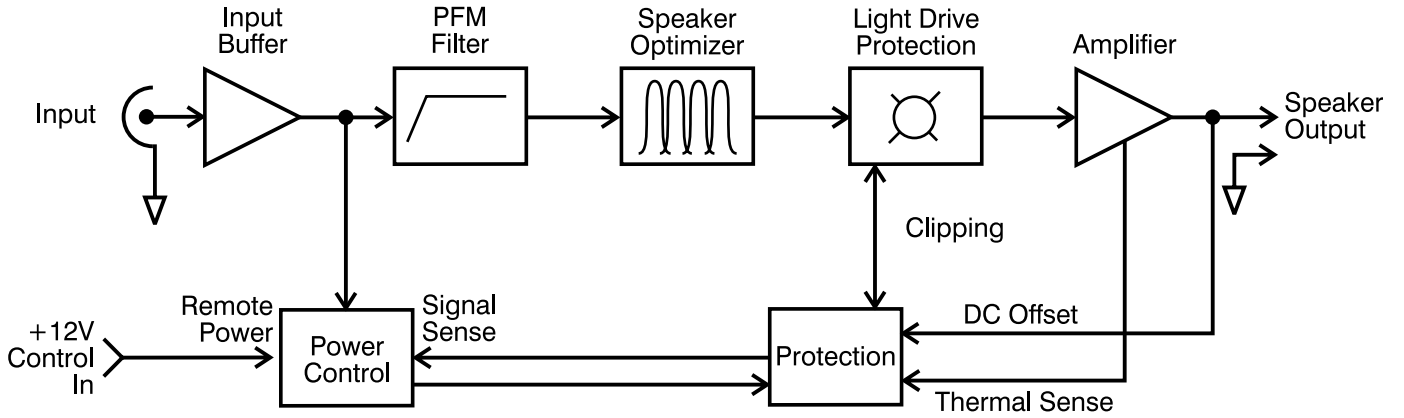 Input
Buffer
PFM
Filter
Speaker
Optimizer
Light Drive
Protection
Amplifier
Input
Speaker
Output
Clipping
Remote
Power
Signal
Sense
DC Offset
+12V
Control
In
Power
Control
Protection
Thermal Sense